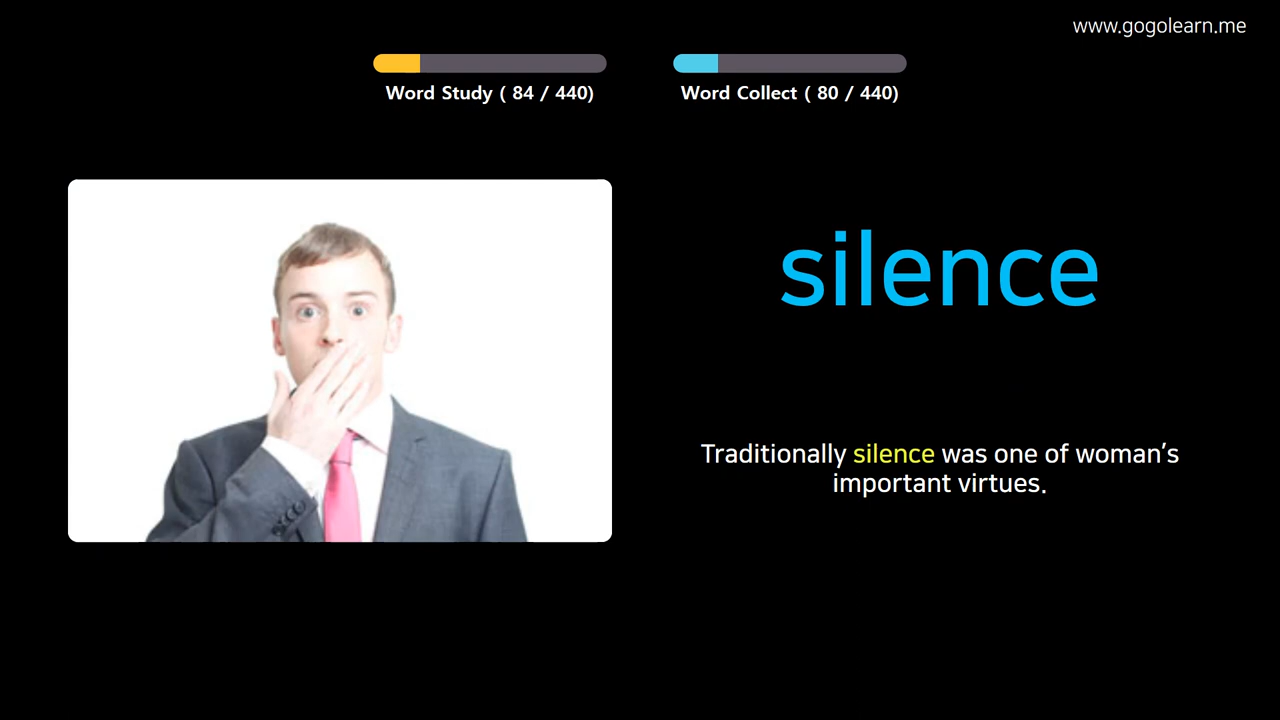 www.gogolearn.me
Word Study ( 84 / 440)
Word Collect ( 80 / 440)
silence
Traditionally silence was one of woman's
important virtues.